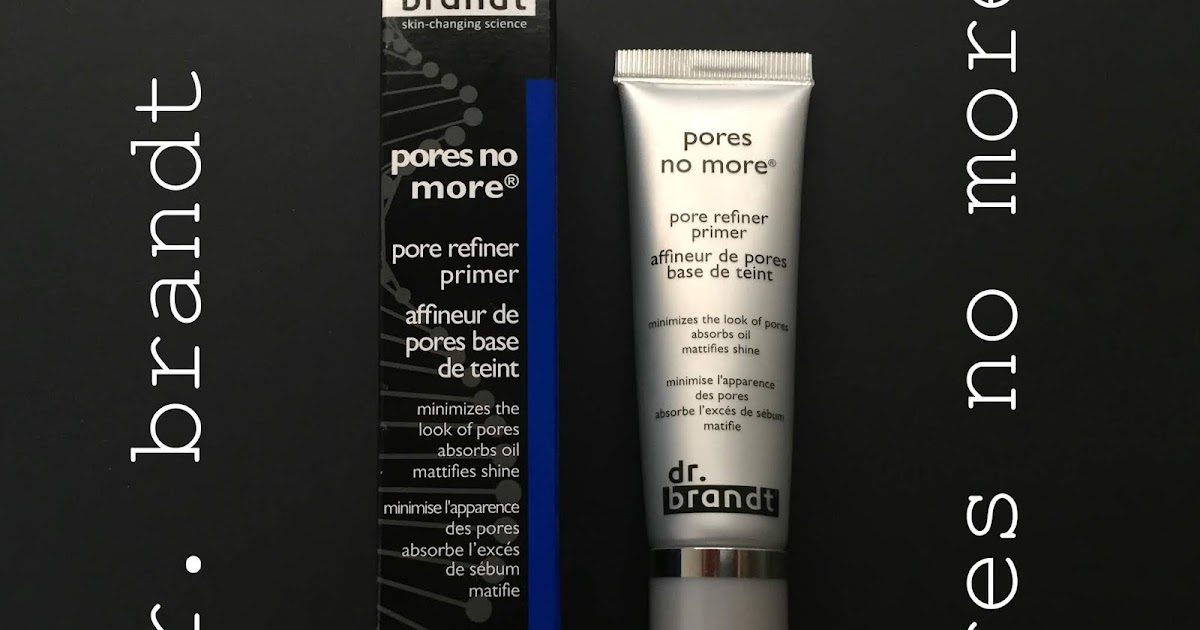 r. brandt
brandt
skin-changing science
pores no
more®
pore refiner
primer
affineur de
pores base
de teint
minimizes the
look of pores
absorbs oil
mattifies shine
minimise l'apparence
des pores
absorbe l'excés
de sébum
matifie
pores
no more®
pore refiner
primer
affineur de pores
base de teint
minimizes the look of pores
absorbs oil
mattifies shine
minimise l'apparence
des pores
absorbe l'excés de sébum
matifie
dr.
brandt
res no more